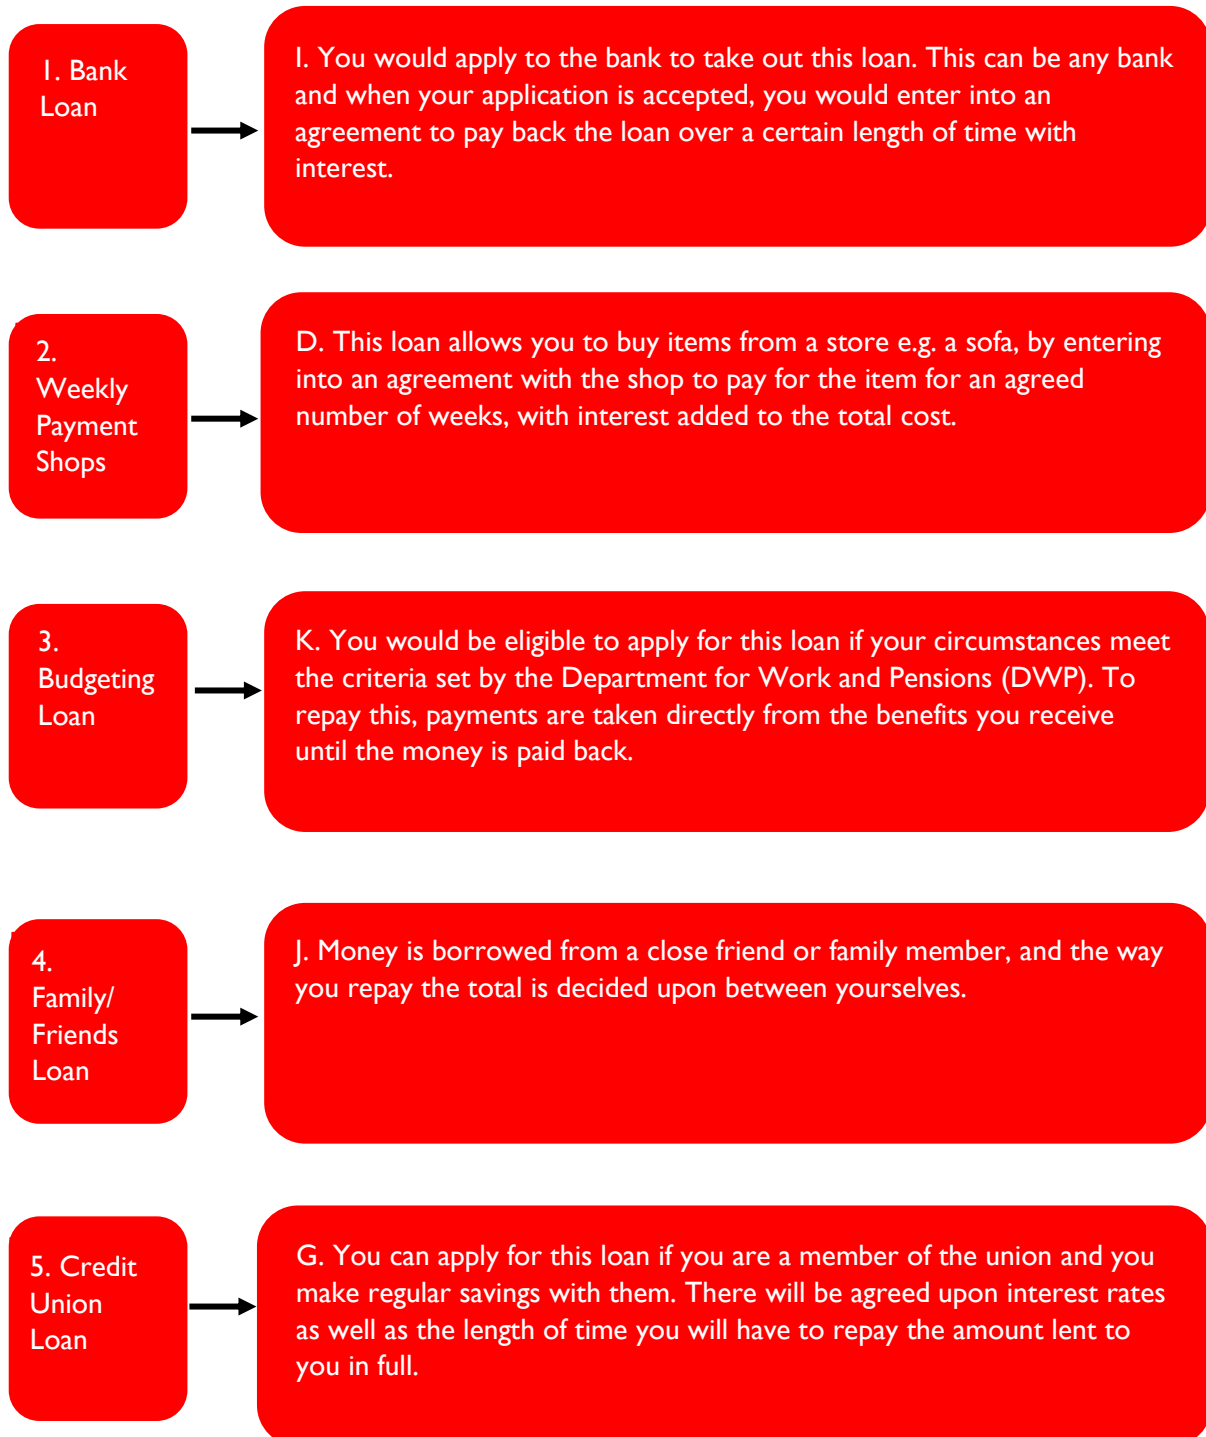 1. Bank
Loan
I. You would apply to the bank to take out this loan. This can be any bank
and when your application is accepted, you would enter into an
agreement to pay back the loan over a certain length of time with
interest.
2.
Weekly
Payment
Shops
D. This loan allows you to buy items from a store e.g. a sofa, by entering
into an agreement with the shop to pay for the item for an agreed
number of weeks, with interest added to the total cost.
3.
Budgeting
Loan
K. You would be eligible to apply for this loan if your circumstances meet
the criteria set by the Department for Work and Pensions (DWP). To
repay this, payments are taken directly from the benefits you receive
until the money is paid back.
4.
Family/
Friends
Loan
J. Money is borrowed from a close friend or family member, and the way
you repay the total is decided upon between yourselves.
5. Credit
Union
Loan
G. You can apply for this loan if you are a member of the union and you
make regular savings with them. There will be agreed upon interest rates
as well as the length of time you will have to repay the amount lent to
you in full.